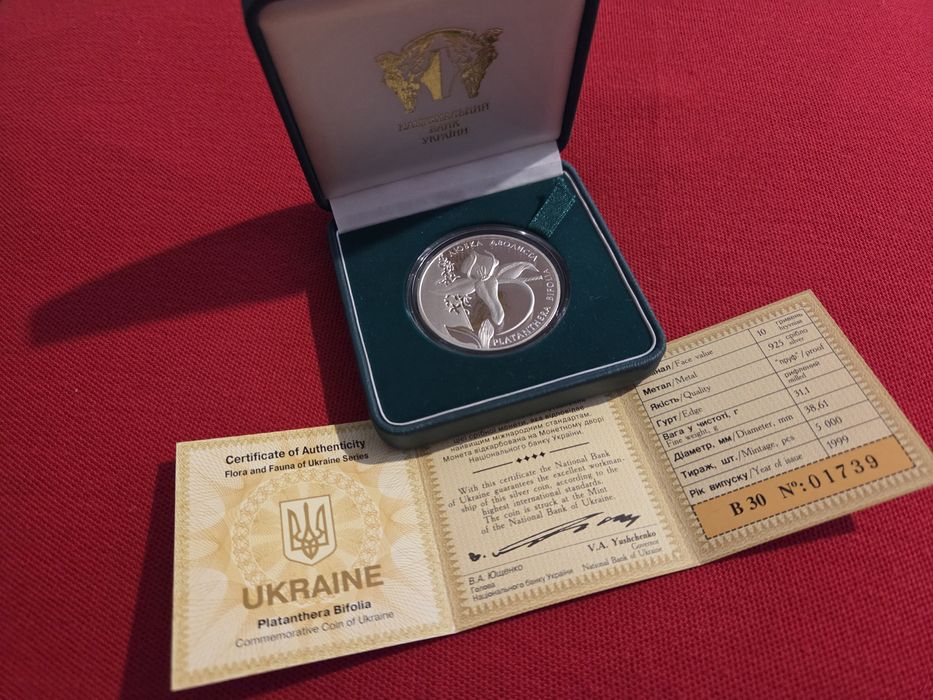 НАЦІОНАЛЬНИЙ
БАНК
УКРАЇНИ
ЛЮБКА ДВОЛИСТА
PLATANTHERA BIFOLIA
Certificate of Authenticity
Flora and Fauna of Ukraine Series
UKRAINE
Platanthera Bifolia
Commemorative Coin of Ukraine
цієї срібної монети, яка відповідає
найвищим міжнародним стандартам.
Монета відкарбована на Монетному дворі
Національного банку України.
With this certificate the National Bank
of Ukraine guarantees the excellent workman-
ship of this silver coin, according to the
highest international standards.
The coin is struck at the Mint
of the National Bank of Ukraine.
В.А. Ющенко
Голова
Національного банку України
V.A. Yushchenko
Governor
National Bank of Ukraine
/Face value 10 гривень
hryvnias
Метал/Metal 925 срібло
silver
Якість/Quality "пруф"/proof
Гурт/Edge рифлений
milled
Вага у чистоті, г
Fine weight, g 31,1
Діаметр, мм/Diameter, mm 38,61
Тираж, шт./Mintage, pcs 5 000
Рік випуску/Year of issue 1999
В 30 №:01739